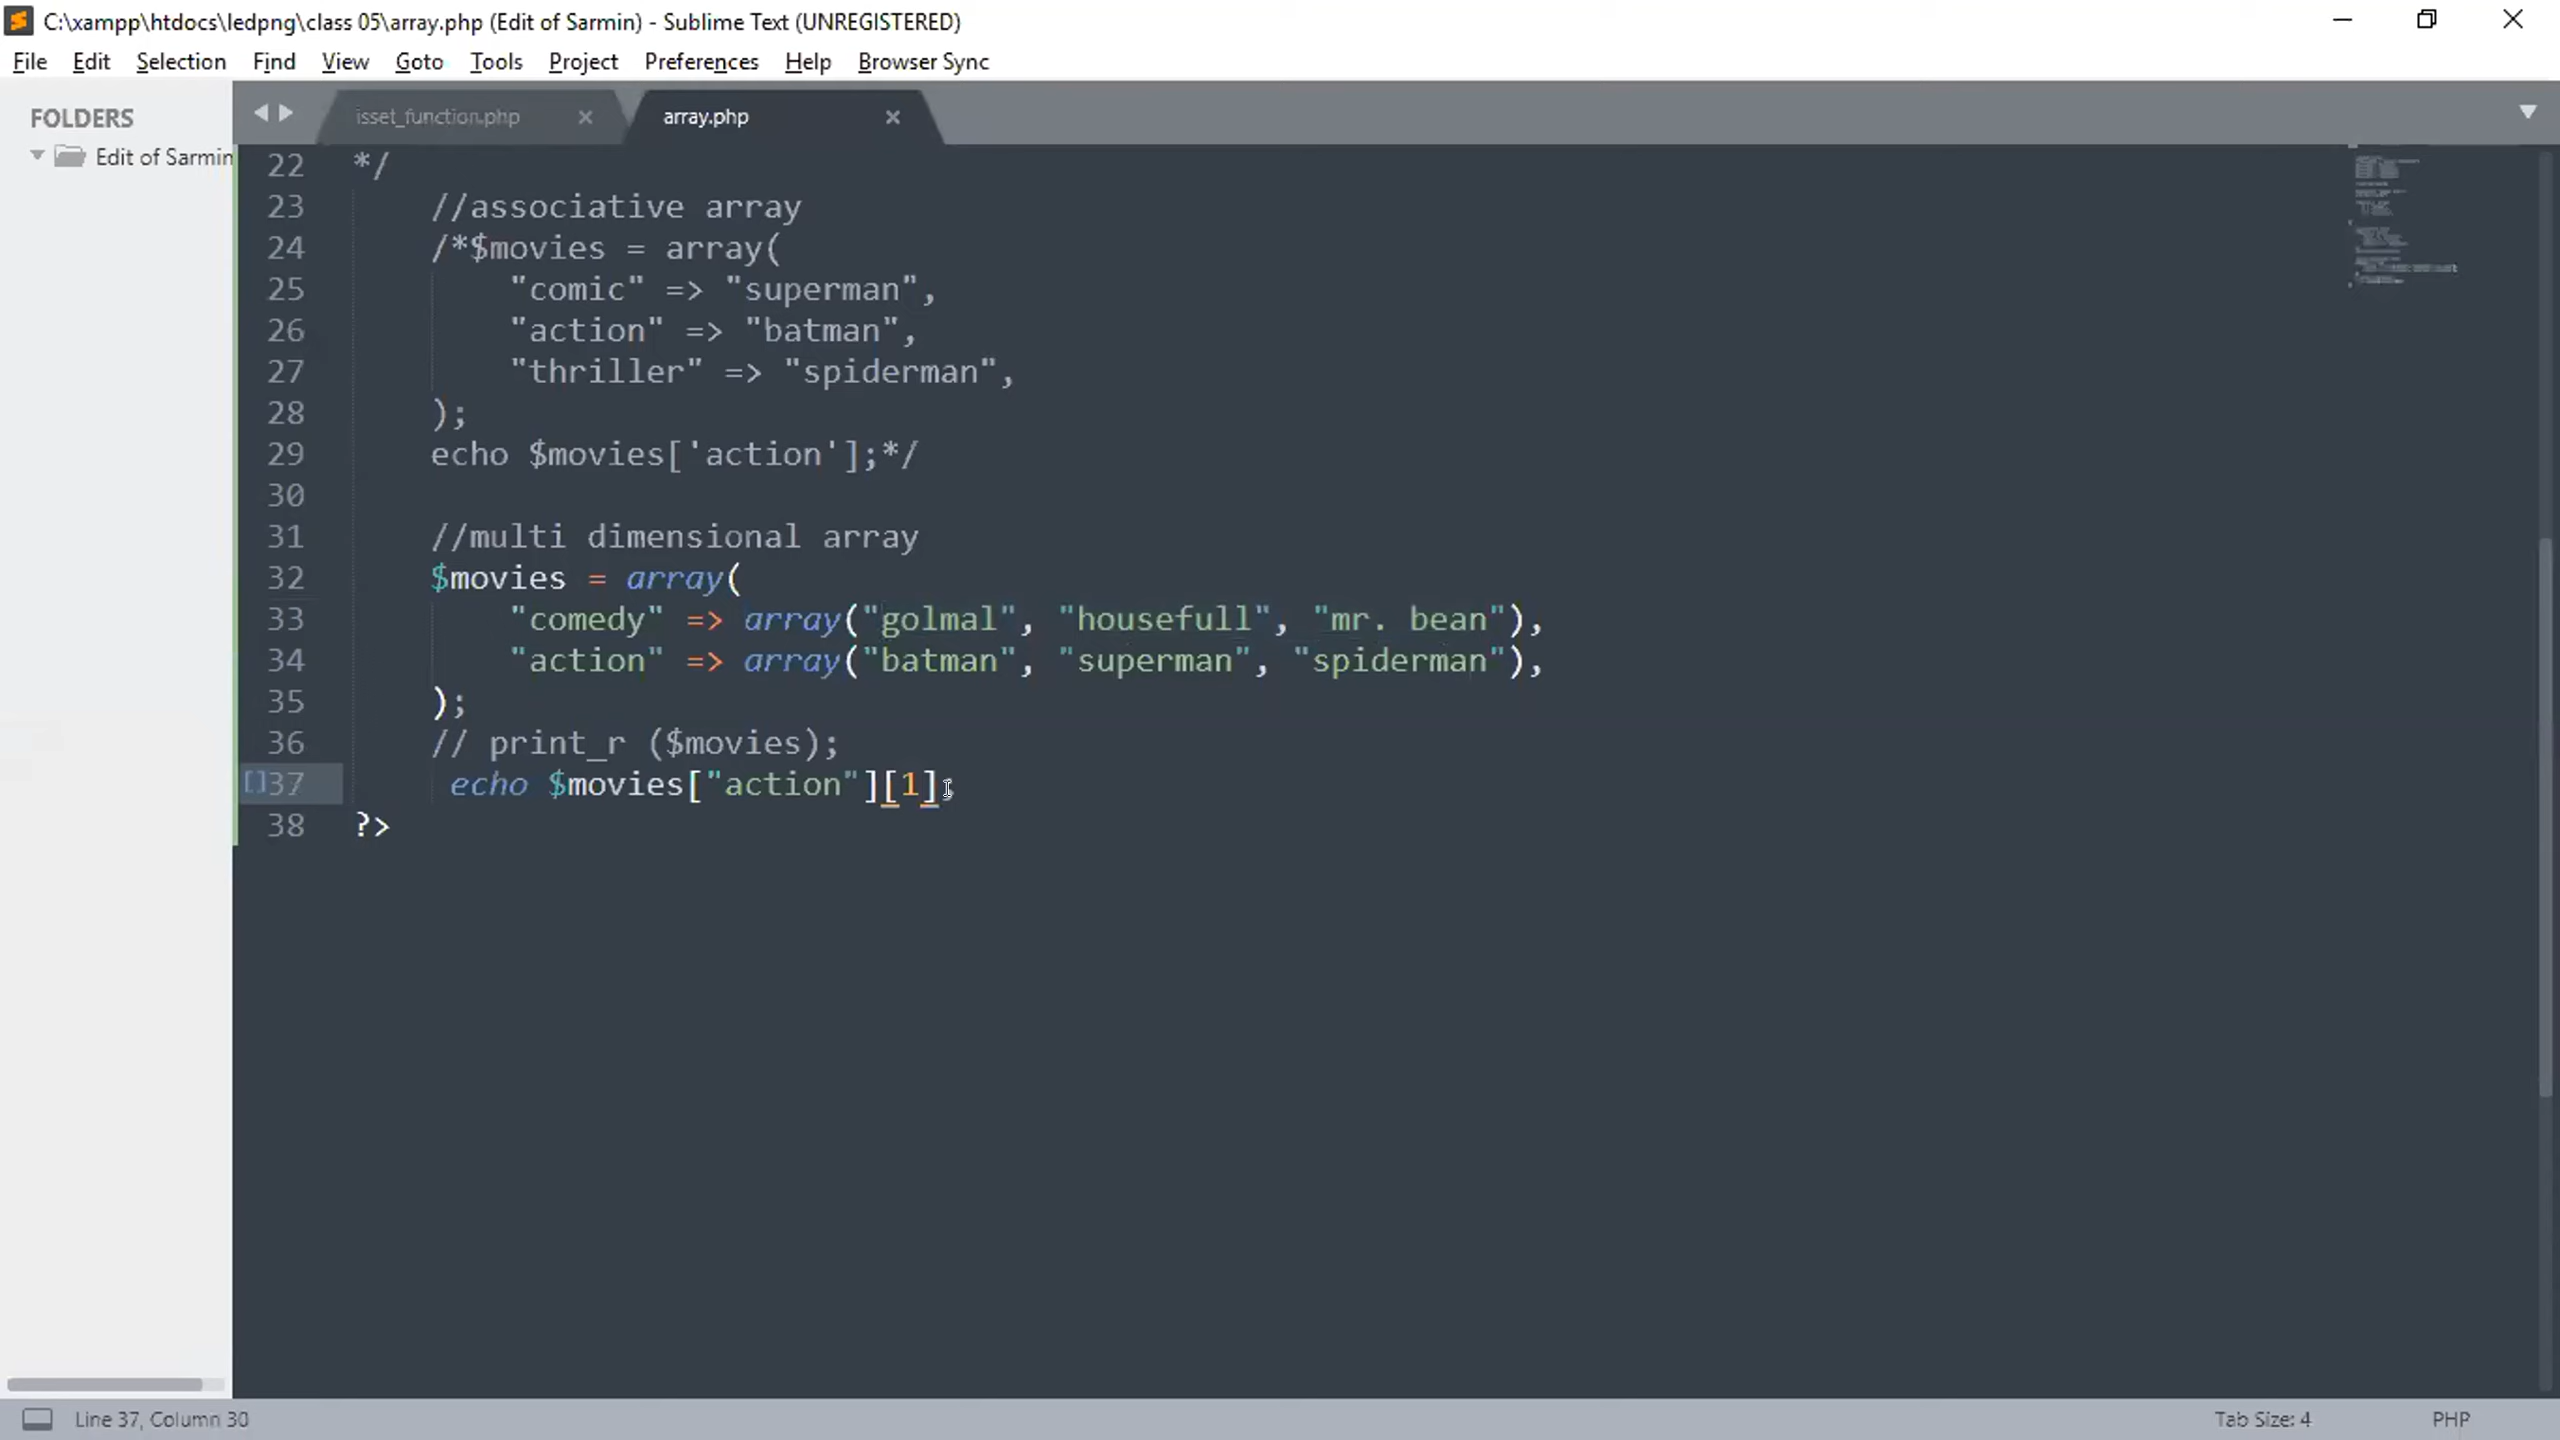 C:\xampp\htdocs\ledpng\class 05\array.php (Edit of Sarmin) - Sublime Text (UNREGISTERED)
File Edit Selection Find View Goto Tools Project Preferences Help Browser Sync
FOLDERS
Edit of Sarmin
isset_function.php array.php
22 */
23 //associative array
24 /*$movies = array(
25 "comic" => "superman",
26 "action" => "batman",
27 "thriller" => "spiderman",
28 );
29 echo $movies['action'];*/
30
31 //multi dimensional array
32 $movies = array(
33 "comedy" => array("golmal", "housefull", "mr. bean"),
34 "action" => array("batman", "superman", "spiderman"),
35 );
36 // print_r ($movies);
37 echo $movies["action"][1];
38 ?>
Line 37, Column 30
Tab Size: 4
PHP